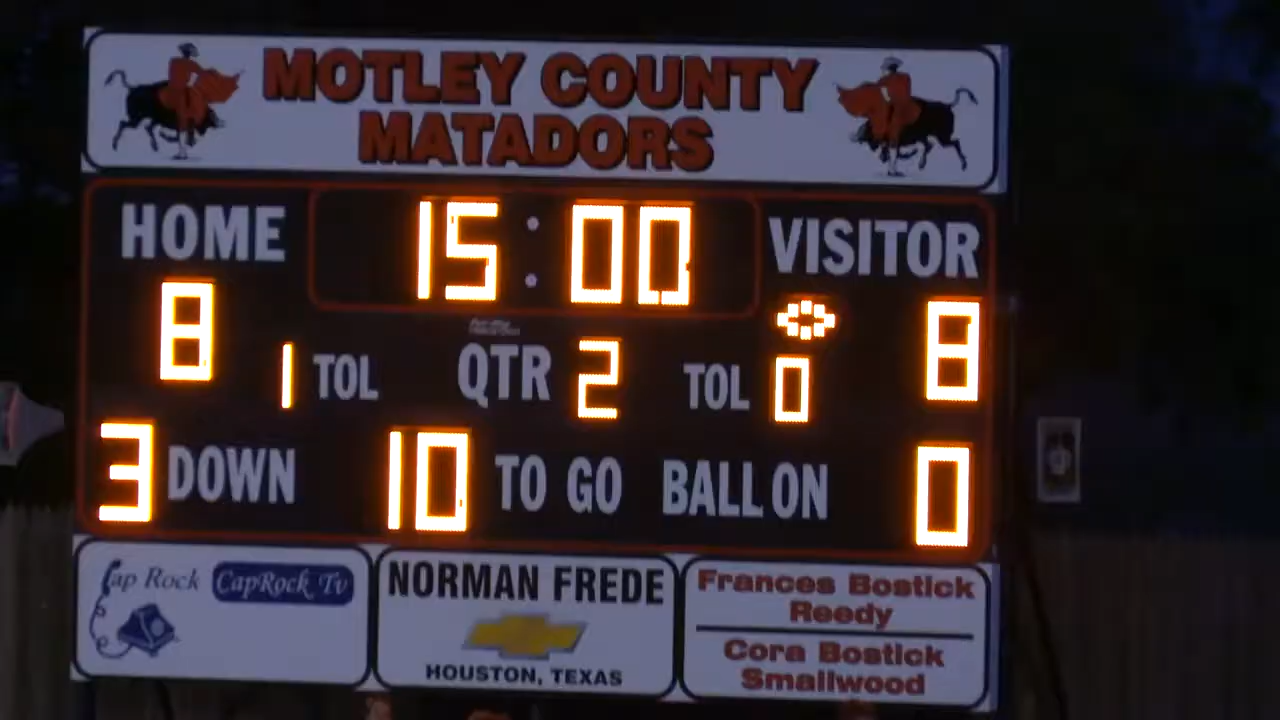 MOTLEY COUNTY
MATADORS
HOME 15:00 VISITOR
8 8
1 TOL QTR 2 TOL 0
3 DOWN 10 TO GO BALL ON 0
Cap Rock CapRock Tv
NORMAN FREDE
HOUSTON, TEXAS
Frances Bostick
Reedy
Cora Bostick
Smallwood